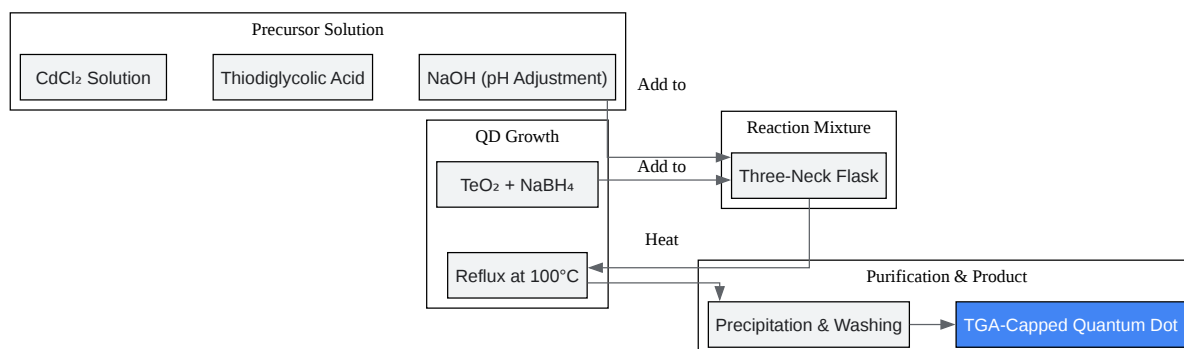 Precursor Solution
CdCl₂ Solution
Thiodiglycolic Acid
NaOH (pH Adjustment)
Add to
QD Growth
Reaction Mixture
TeO₂ + NaBH₄
Add to
Three-Neck Flask
Heat
Reflux at 100°C
Purification & Product
Precipitation & Washing
TGA-Capped Quantum Dot